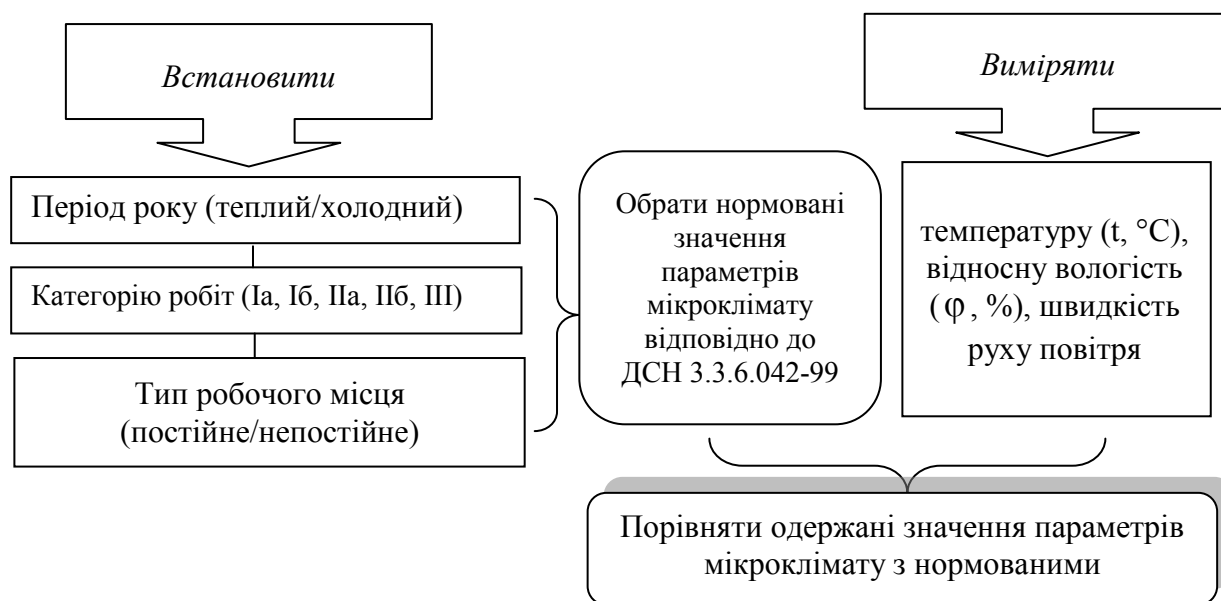 Встановити
Період року (теплий/холодний)
Категорію робіт (Іа, Іб, ІІа, ІІб, ІІІ)
Тип робочого місця
(постійне/непостійне)
Обрати нормовані
значення
параметрів
мікроклімату
відповідно до
ДСН 3.3.6.042-99
Виміряти
температуру (t, °С),
відносну вологість
( φ , %), швидкість
руху повітря
Порівняти одержані значення параметрів
мікроклімату з нормованими